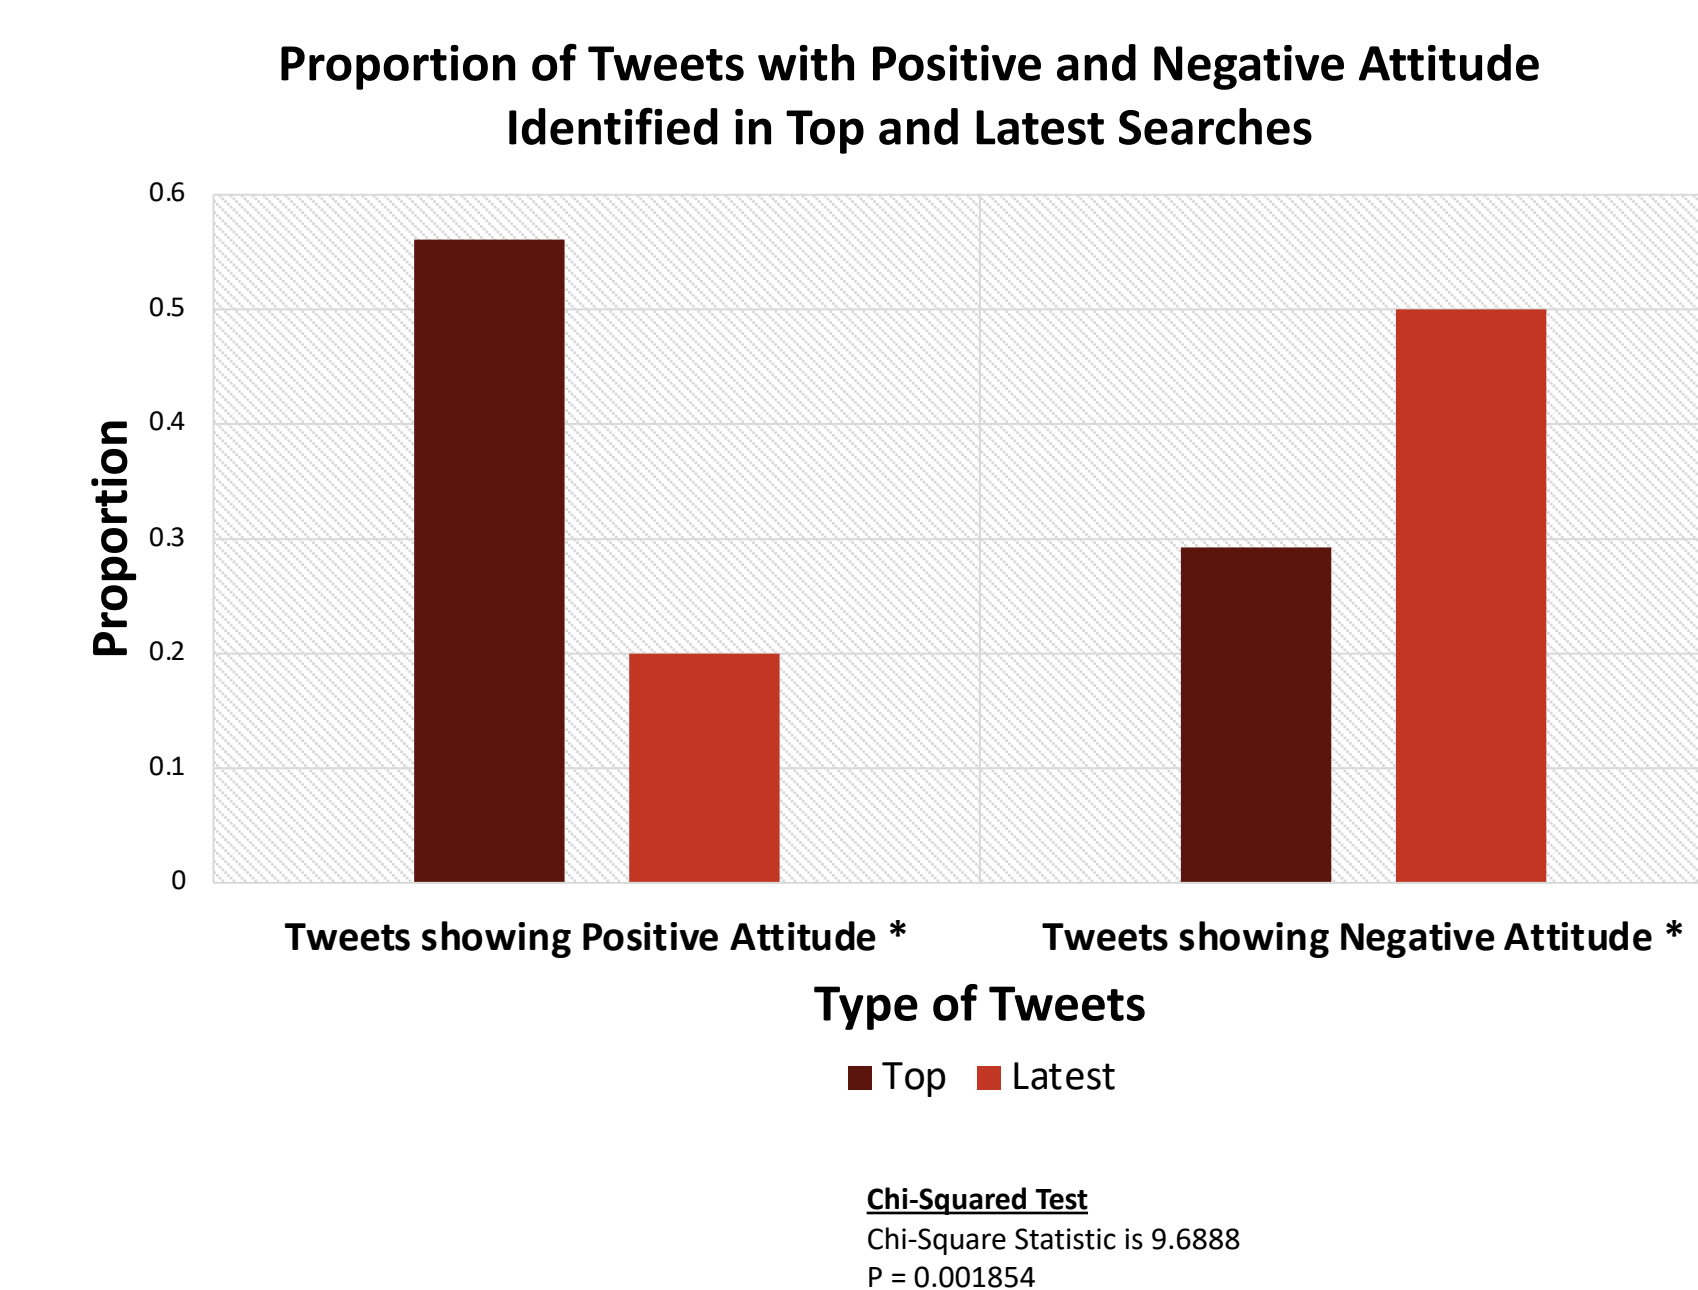 Proportion of Tweets with Positive and Negative Attitude
Identified in Top and Latest Searches
0.6
0.5
0.4
0.3
0.2
0.1
0
Proportion
Tweets showing Positive Attitude *
Tweets showing Negative Attitude *
Type of Tweets
Top
Latest
Chi-Squared Test
Chi-Square Statistic is 9.6888
P = 0.001854